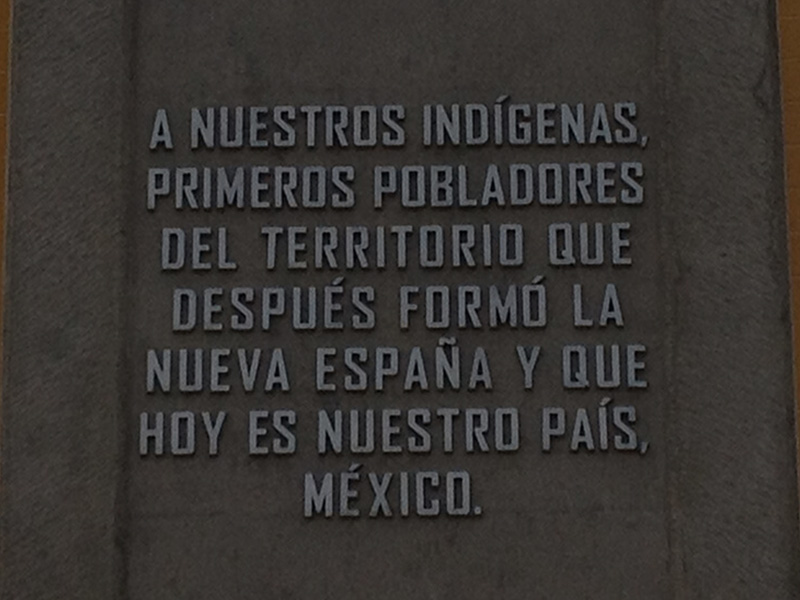 A NUESTROS INDÍGENAS,
PRIMEROS POBLADORES
DEL TERRITORIO QUE
DESPUÉS FORMÓ LA
NUEVA ESPAÑA Y QUE
HOY ES NUESTRO PAÍS,
MÉXICO.